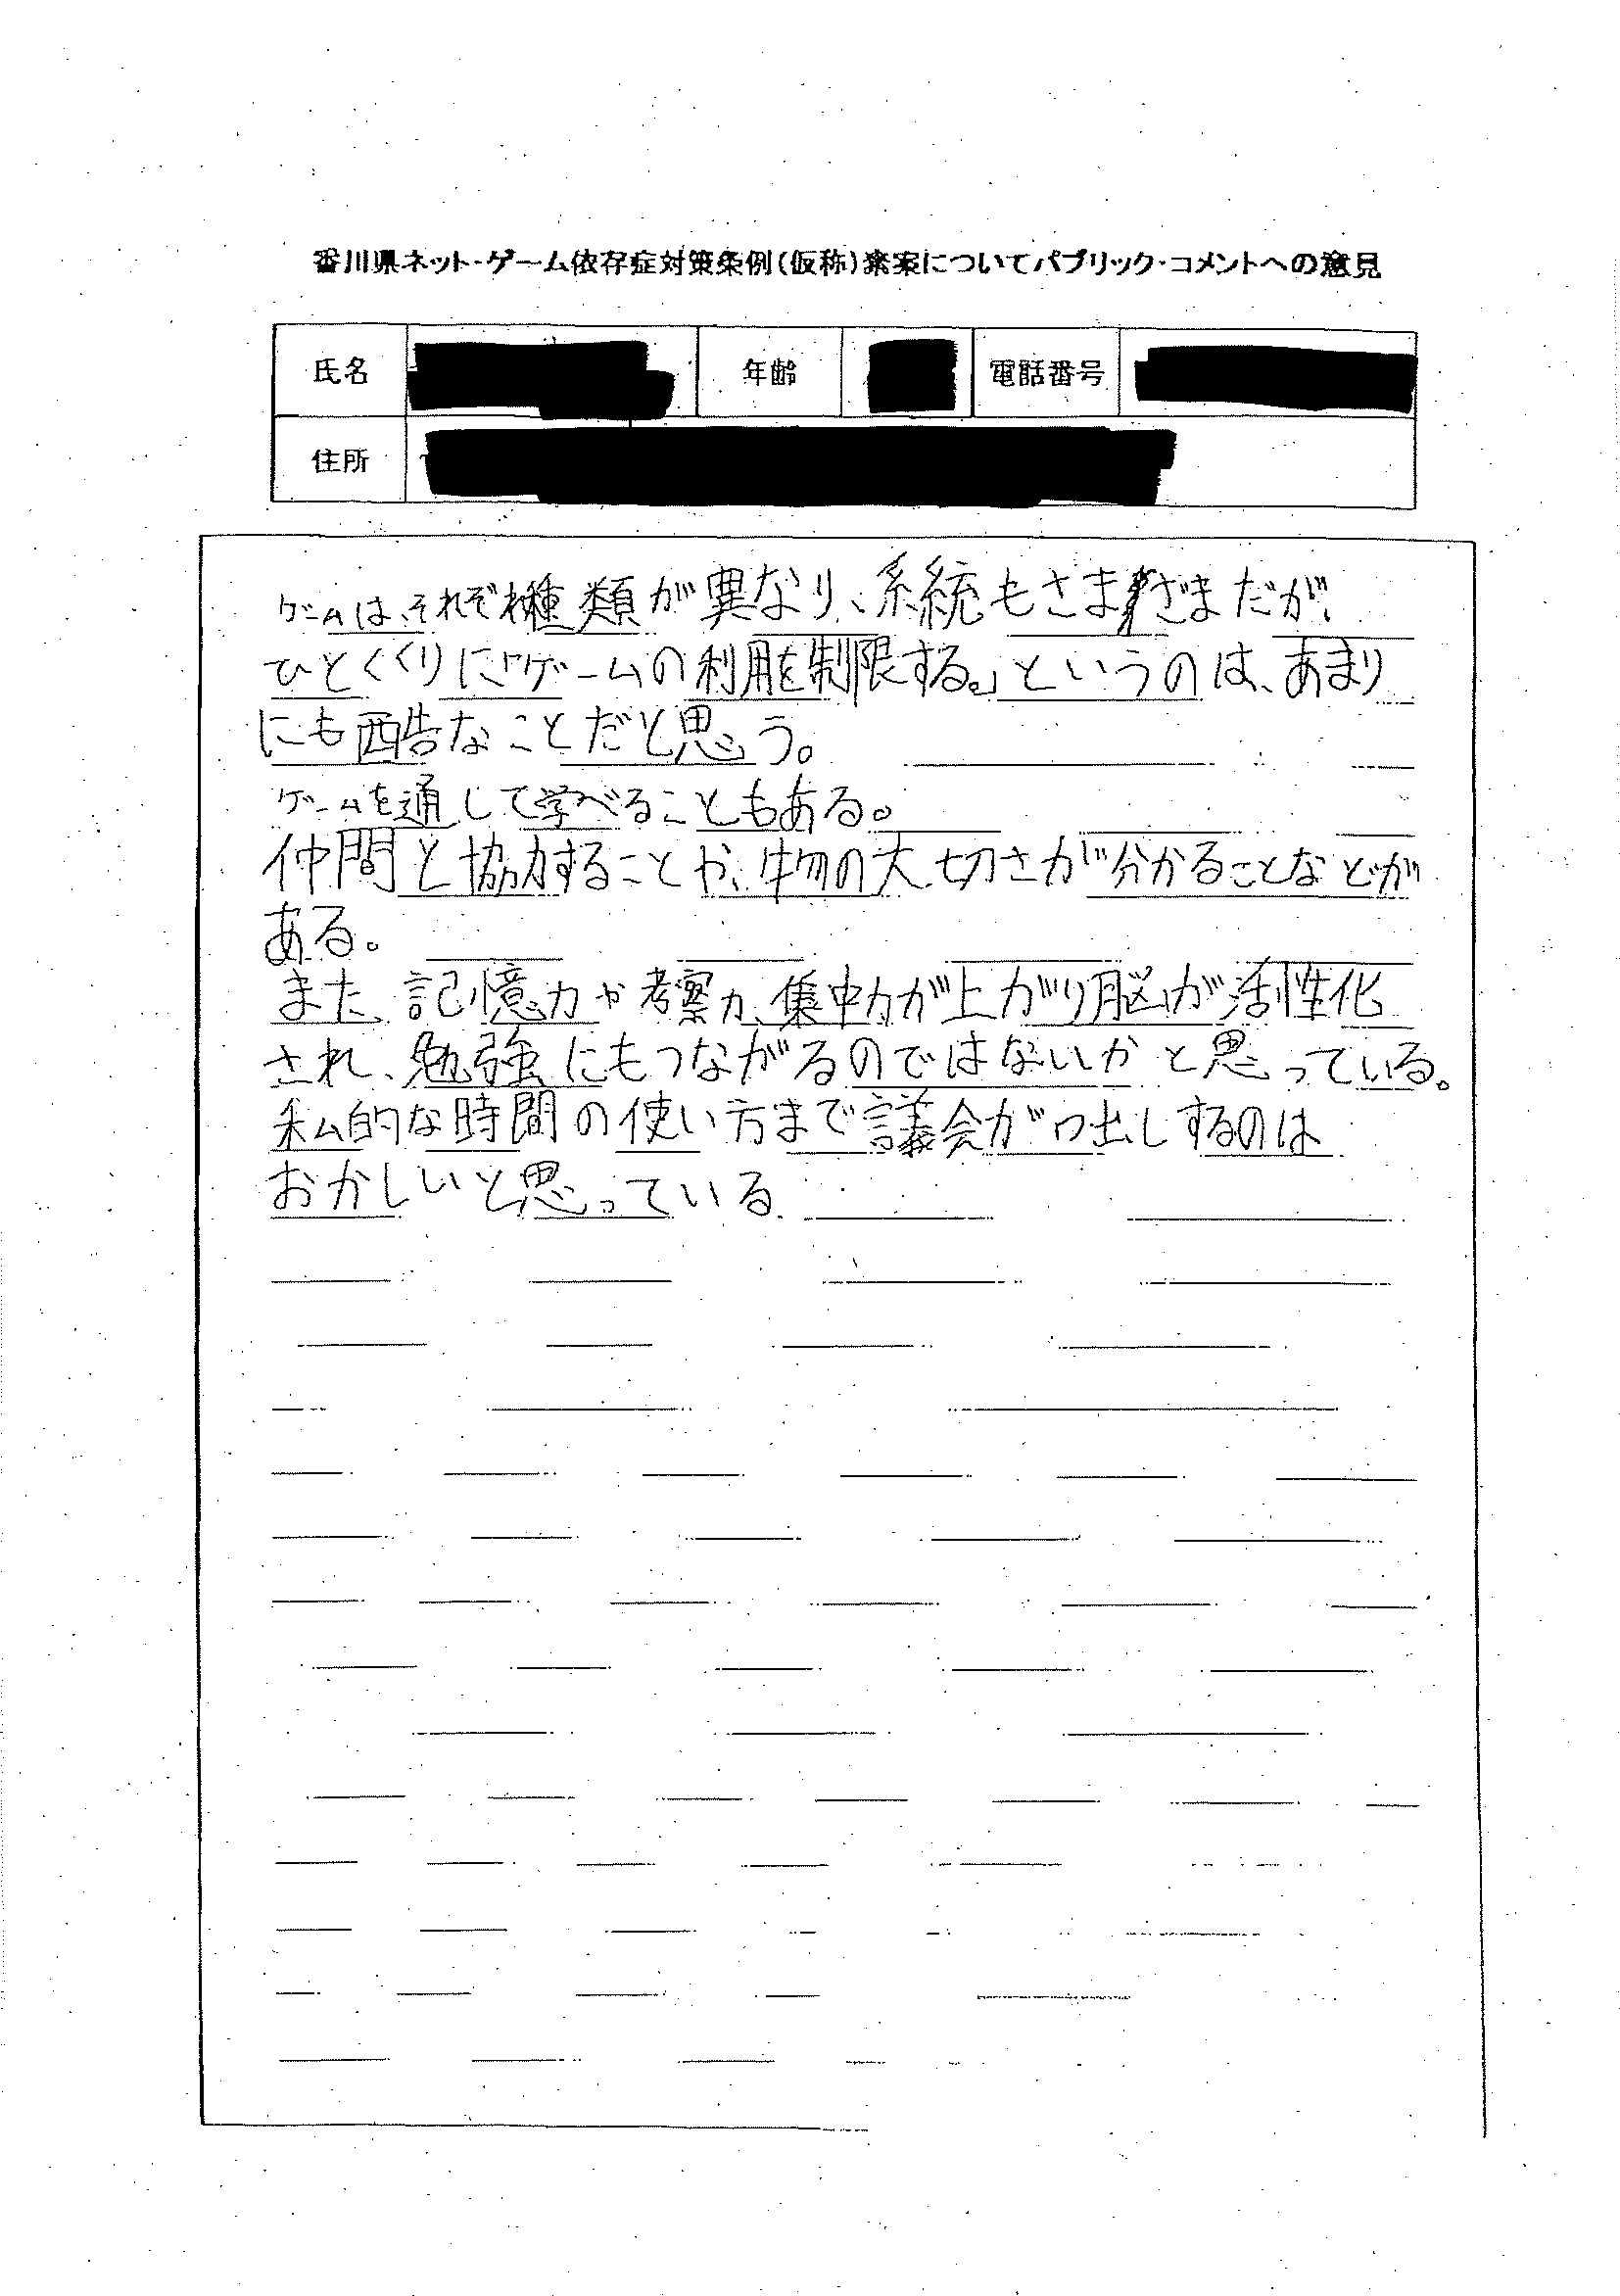 香川県ネット・ゲーム依存症対策条例(仮称)素案についてパブリック・コメントへの意見
氏名 年齢 電話番号
住所
ゲームは、それぞれ種類が異なり、系統もさまざまだが、
ひとくくりに「ゲームの利用を制限する。」というのは、あまり
にも酷なことだと思う。
ゲームを通して学べることもある。
仲間と協力することや、物の大切さが分かることなどが
ある。
また、記憶力や考察力、集中力が上がり脳が活性化
され、勉強にもつながるのではないかと思っている。
私的な時間の使い方まで議会が口出しするのは
おかしいと思っている.